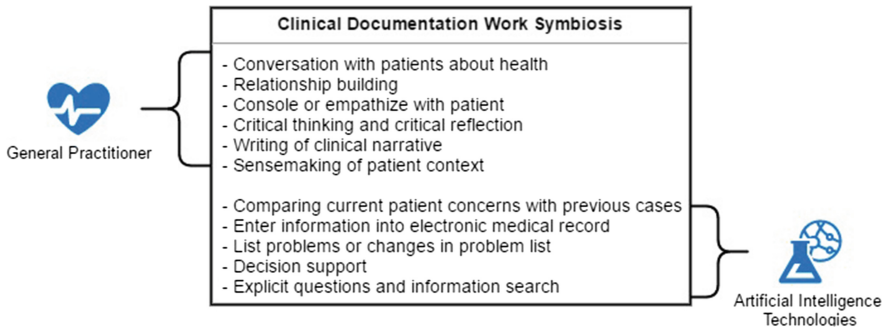 Clinical Documentation Work Symbiosis
- Conversation with patients about health
- Relationship building
- Console or empathize with patient
- Critical thinking and critical reflection
- Writing of clinical narrative
- Sensemaking of patient context
General Practitioner
- Comparing current patient concerns with previous cases
- Enter information into electronic medical record
- List problems or changes in problem list
- Decision support
- Explicit questions and information search
Artificial Intelligence
Technologies